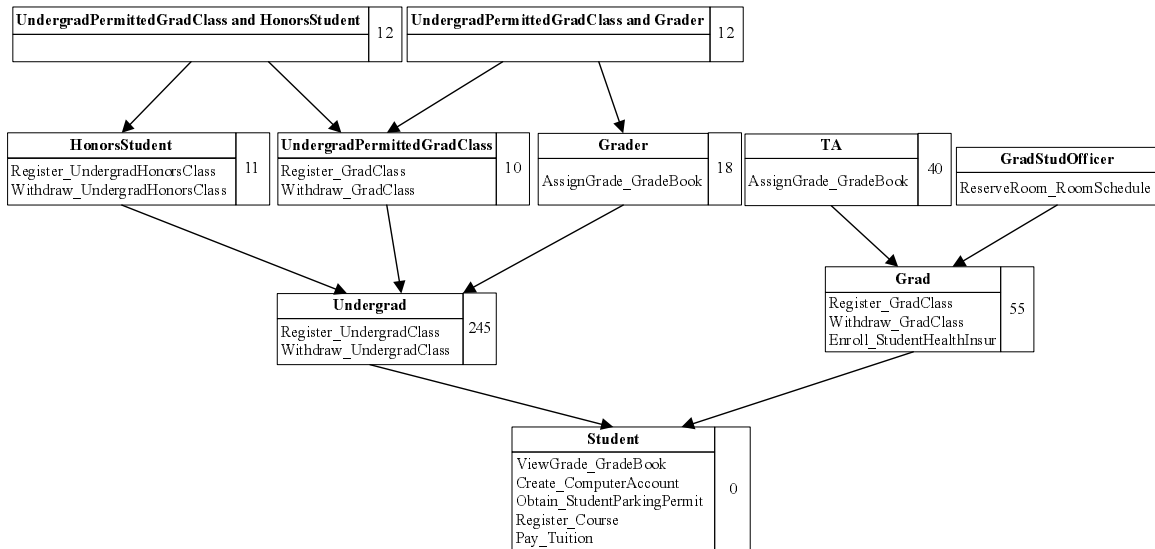 UndergradPermittedGradClass and HonorsStudent
12
UndergradPermittedGradClass and Grader
12
HonorsStudent
Register_UndergradHonorsClass
Withdraw_UndergradHonorsClass
11
UndergradPermittedGradClass
Register_GradClass
Withdraw_GradClass
10
Grader
AssignGrade_GradeBook
18
TA
AssignGrade_GradeBook
40
GradStudOfficer
ReserveRoom_RoomSchedule
Undergrad
Register_UndergradClass
Withdraw_UndergradClass
245
Grad
Register_GradClass
Withdraw_GradClass
Enroll_StudentHealthInsur
55
Student
ViewGrade_GradeBook
Create_ComputerAccount
Obtain_StudentParkingPermit
Register_Course
Pay_Tuition
0